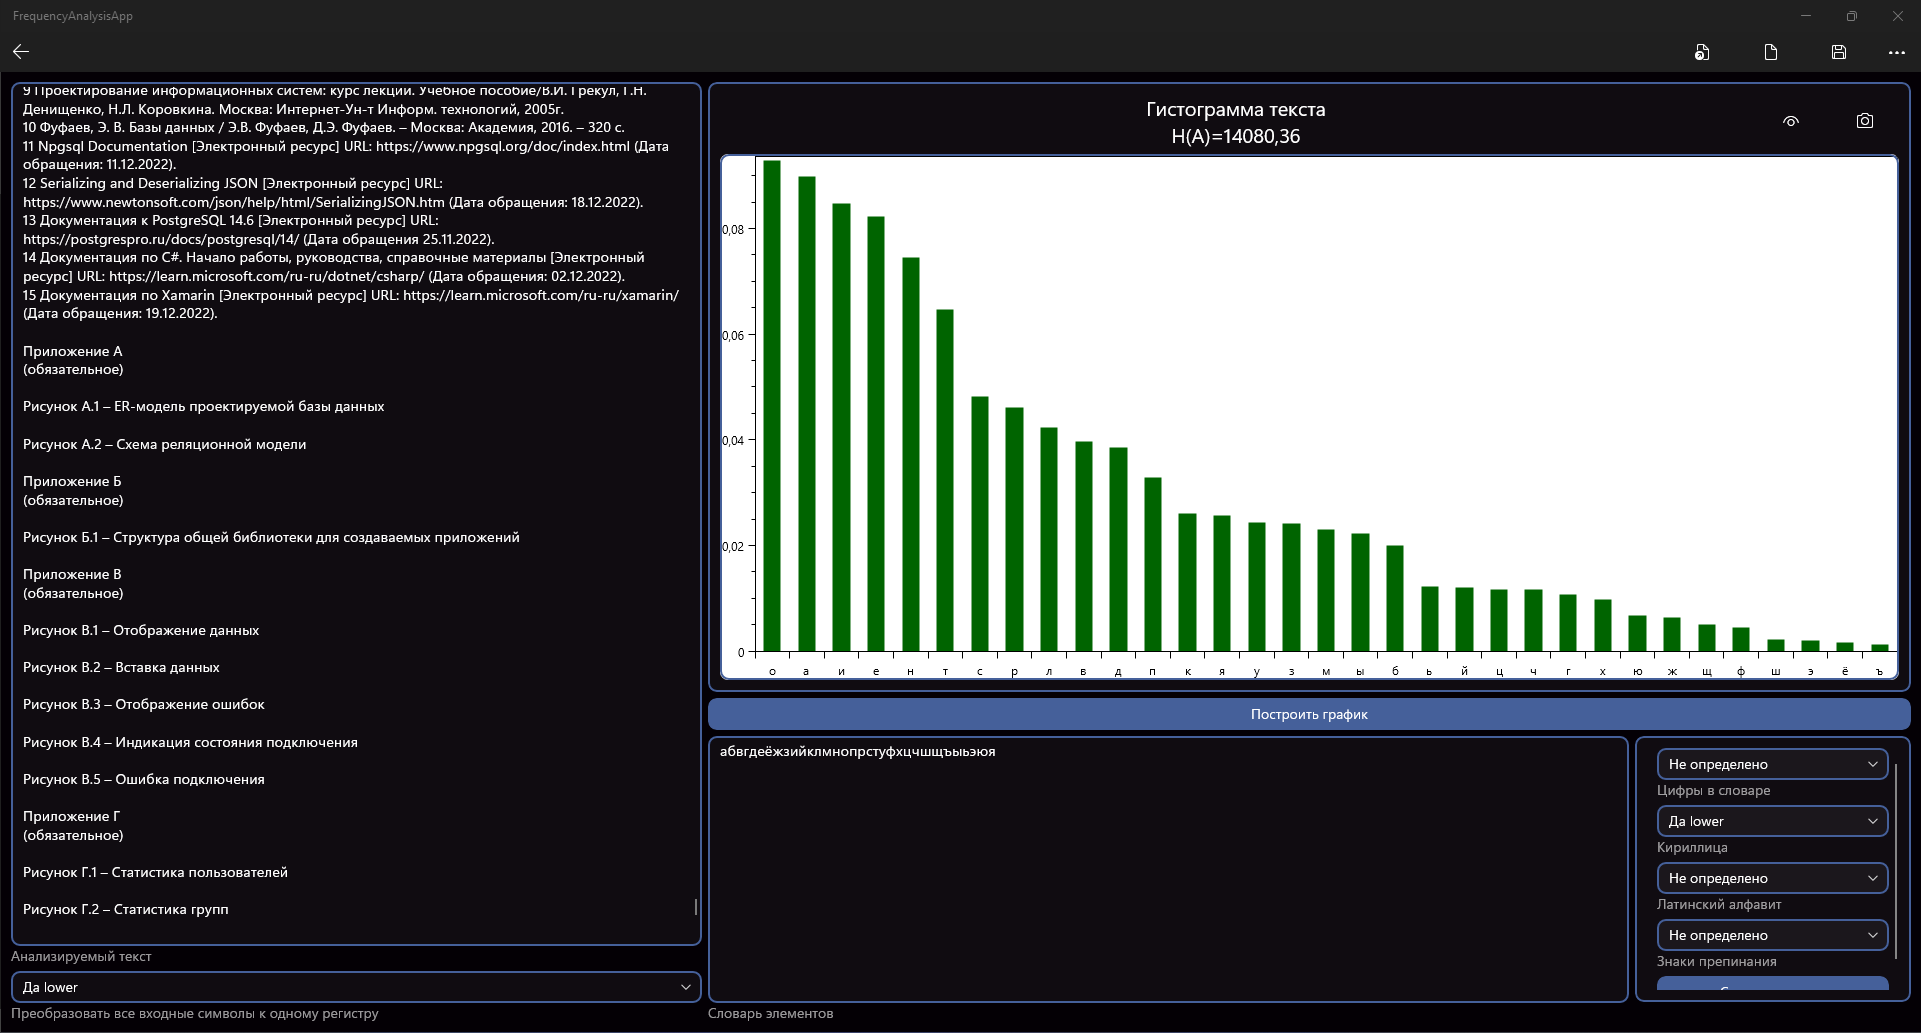 FrequencyAnalysisApp
9 Проектирование информационных систем: курс лекций. Учебное пособие/В.И. Грекул, Г.Н.
Денищенко, Н.Л. Коровкина. Москва: Интернет-Ун-т Информ. технологий, 2005г.
10 Фуфаев, Э. В. Базы данных / Э.В. Фуфаев, Д.Э. Фуфаев. – Москва: Академия, 2016. – 320 с.
11 Npgsql Documentation [Электронный ресурс] URL: https://www.npgsql.org/doc/index.html (Дата
обращения: 11.12.2022).
12 Serializing and Deserializing JSON [Электронный ресурс] URL:
https://www.newtonsoft.com/json/help/html/SerializingJSON.htm (Дата обращения: 18.12.2022).
13 Документация к PostgreSQL 14.6 [Электронный ресурс] URL:
https://postgrespro.ru/docs/postgresql/14/ (Дата обращения 25.11.2022).
14 Документация по C#. Начало работы, руководства, справочные материалы [Электронный
ресурс] URL: https://learn.microsoft.com/ru-ru/dotnet/csharp/ (Дата обращения: 02.12.2022).
15 Документация по Xamarin [Электронный ресурс] URL: https://learn.microsoft.com/ru-ru/xamarin/
(Дата обращения: 19.12.2022).
Приложение А
(обязательное)
Рисунок А.1 – ER-модель проектируемой базы данных
Рисунок А.2 – Схема реляционной модели
Приложение Б
(обязательное)
Рисунок Б.1 – Структура общей библиотеки для создаваемых приложений
Приложение В
(обязательное)
Рисунок В.1 – Отображение данных
Рисунок В.2 – Вставка данных
Рисунок В.3 – Отображение ошибок
Рисунок В.4 – Индикация состояния подключения
Рисунок В.5 – Ошибка подключения
Приложение Г
(обязательное)
Рисунок Г.1 – Статистика пользователей
Рисунок Г.2 – Статистика групп
Анализируемый текст
Да lower
Преобразовать все входные символы к одному регистру
Гистограмма текста
H(A)=14080,36
0,08
0,06
0,04
0,02
0
о а и е н т с р л в д п к я у з м ы б ь й ц ч г х ю ж щ ф ш э ё ъ
Построить график
абвгдеёжзийклмнопрстуфхцчшщъыьэюя
Словарь элементов
Не определено
Цифры в словаре
Да lower
Кириллица
Не определено
Латинский алфавит
Не определено
Знаки препинания